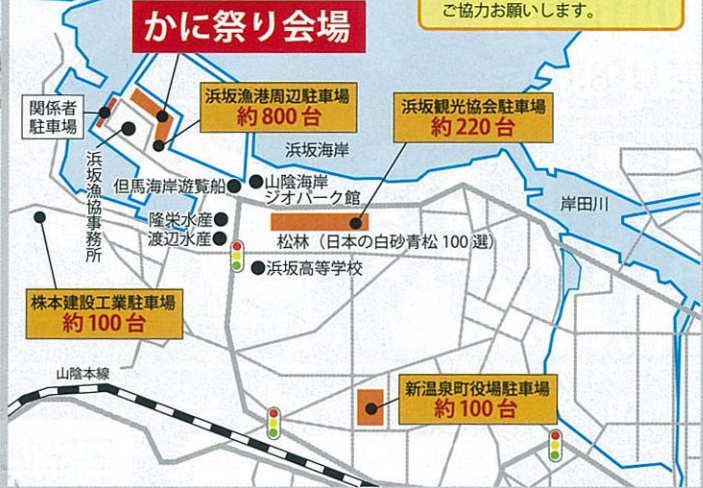 ご協力お願いします。
かに祭り会場
関係者
駐車場
浜坂漁港周辺駐車場
約800台
浜坂観光協会駐車場
約220台
浜坂漁協事務所
浜坂海岸
但馬海岸遊覧船
山陰海岸
ジオパーク館
岸田川
隆栄水産
渡辺水産
松林（日本の白砂青松100選）
浜坂高等学校
株本建設工業駐車場
約100台
山陰本線
新温泉町役場駐車場
約100台